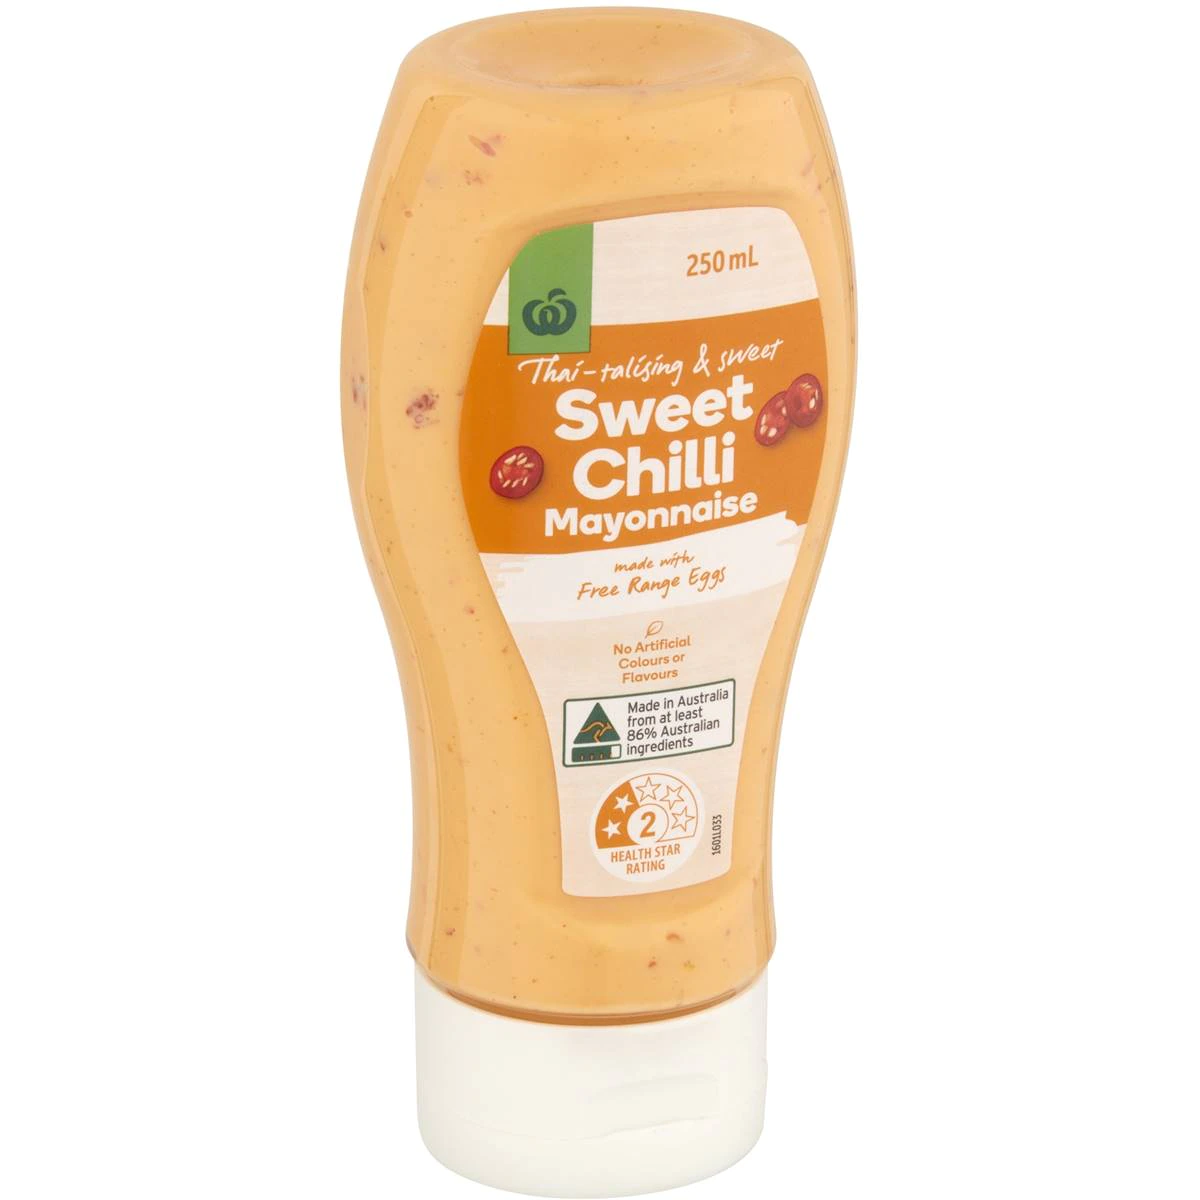 250 mL
Thai-talising & sweet
Sweet
Chilli
Mayonnaise
made with
Free Range Eggs
No Artificial
Colours or
Flavours
Made in Australia
from at least
86% Australian
ingredients
2
HEALTH STAR
RATING
1601L033